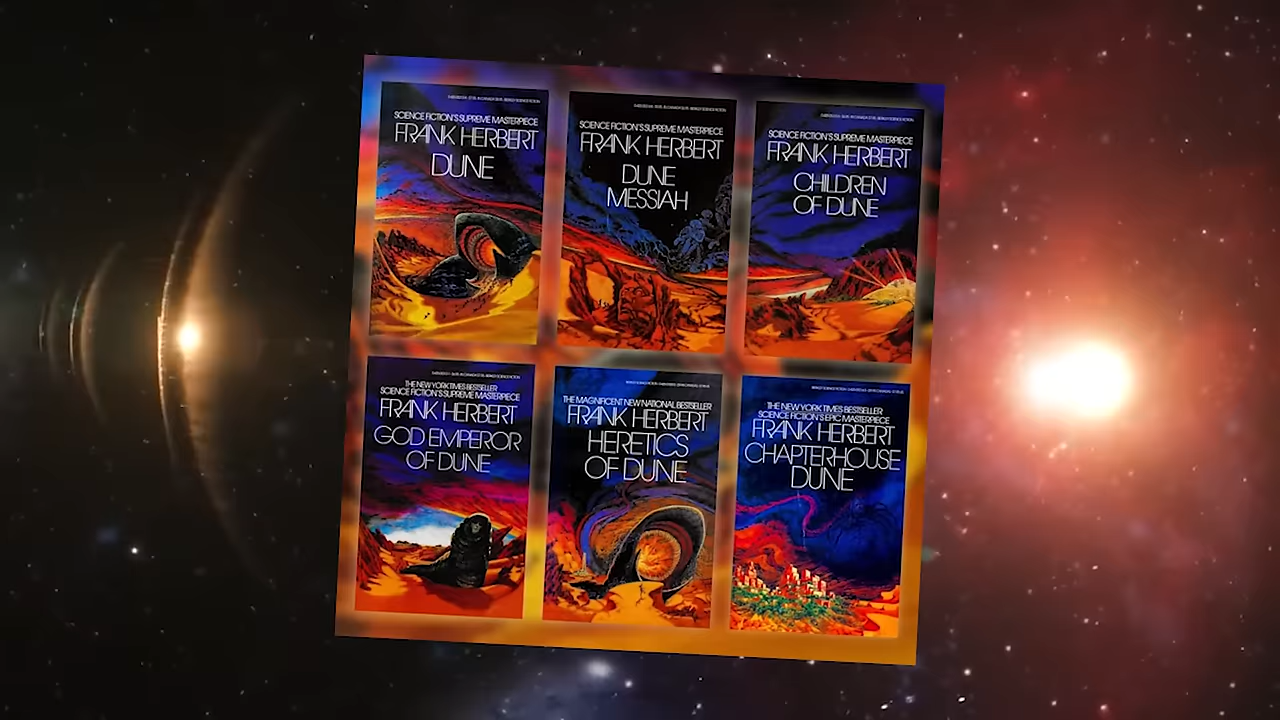 SCIENCE FICTION'S SUPREME MASTERPIECE
FRANK HERBERT
DUNE
SCIENCE FICTION'S SUPREME MASTERPIECE
FRANK HERBERT
DUNE
MESSIAH
SCIENCE FICTION'S SUPREME MASTERPIECE
FRANK HERBERT
CHILDREN
OF DUNE
THE NEW YORK TIMES BESTSELLER
SCIENCE FICTION'S SUPREME MASTERPIECE
FRANK HERBERT
GOD EMPEROR
OF DUNE
THE MAGNIFICENT NEW NATIONAL BESTSELLER
FRANK HERBERT
HERETICS
OF DUNE
THE NEW YORK TIMES BESTSELLER
SCIENCE FICTION'S EPIC MASTERPIECE
FRANK HERBERT
CHAPTERHOUSE
DUNE